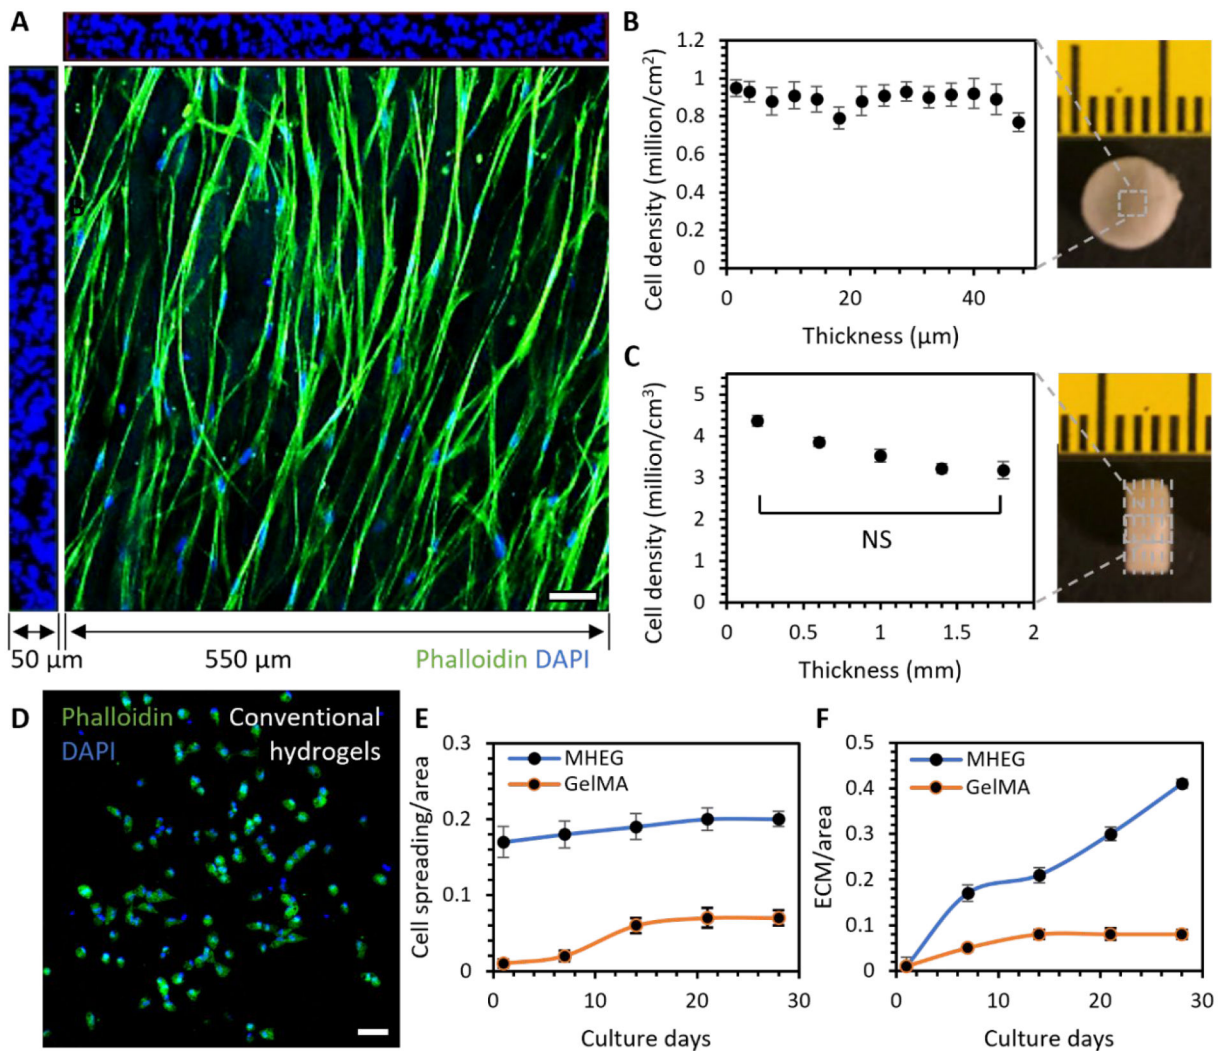 A
B
50 µm
550 µm
Phalloidin DAPI
B
Cell density (million/cm²)
1.2
1
0.8
0.6
0.4
0.2
0
0
20
40
Thickness (µm)
C
Cell density (million/cm³)
5
4
3
2
1
0
NS
0
0.5
1
1.5
2
Thickness (mm)
D
Phalloidin
DAPI
Conventional
hydrogels
E
Cell spreading/area
0.3
0.2
0.1
0
MHEG
GelMA
0
10
20
30
Culture days
F
ECM/area
0.5
0.4
0.3
0.2
0.1
0
MHEG
GelMA
0
10
20
30
Culture days